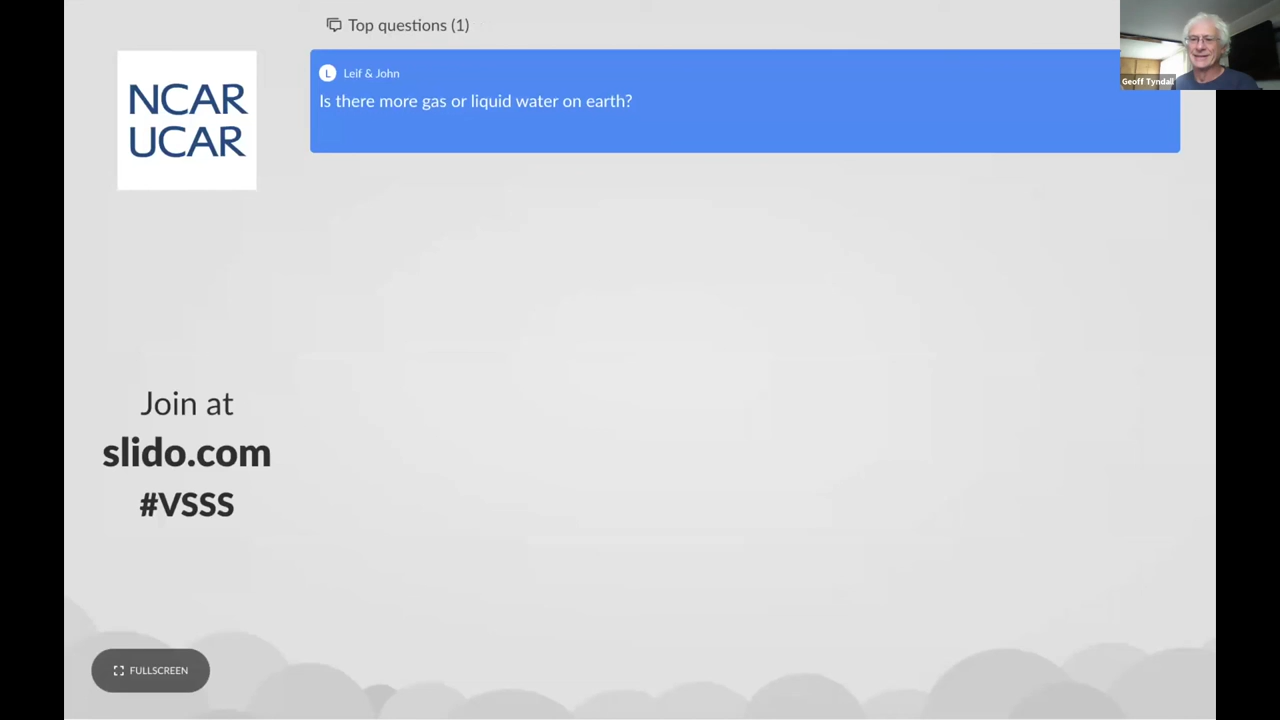 Top questions (1)
NCAR
UCAR
L
Leif & John
Is there more gas or liquid water on earth?
Geoff Tyndall
Join at
slido.com
#VSSS
FULLSCREEN